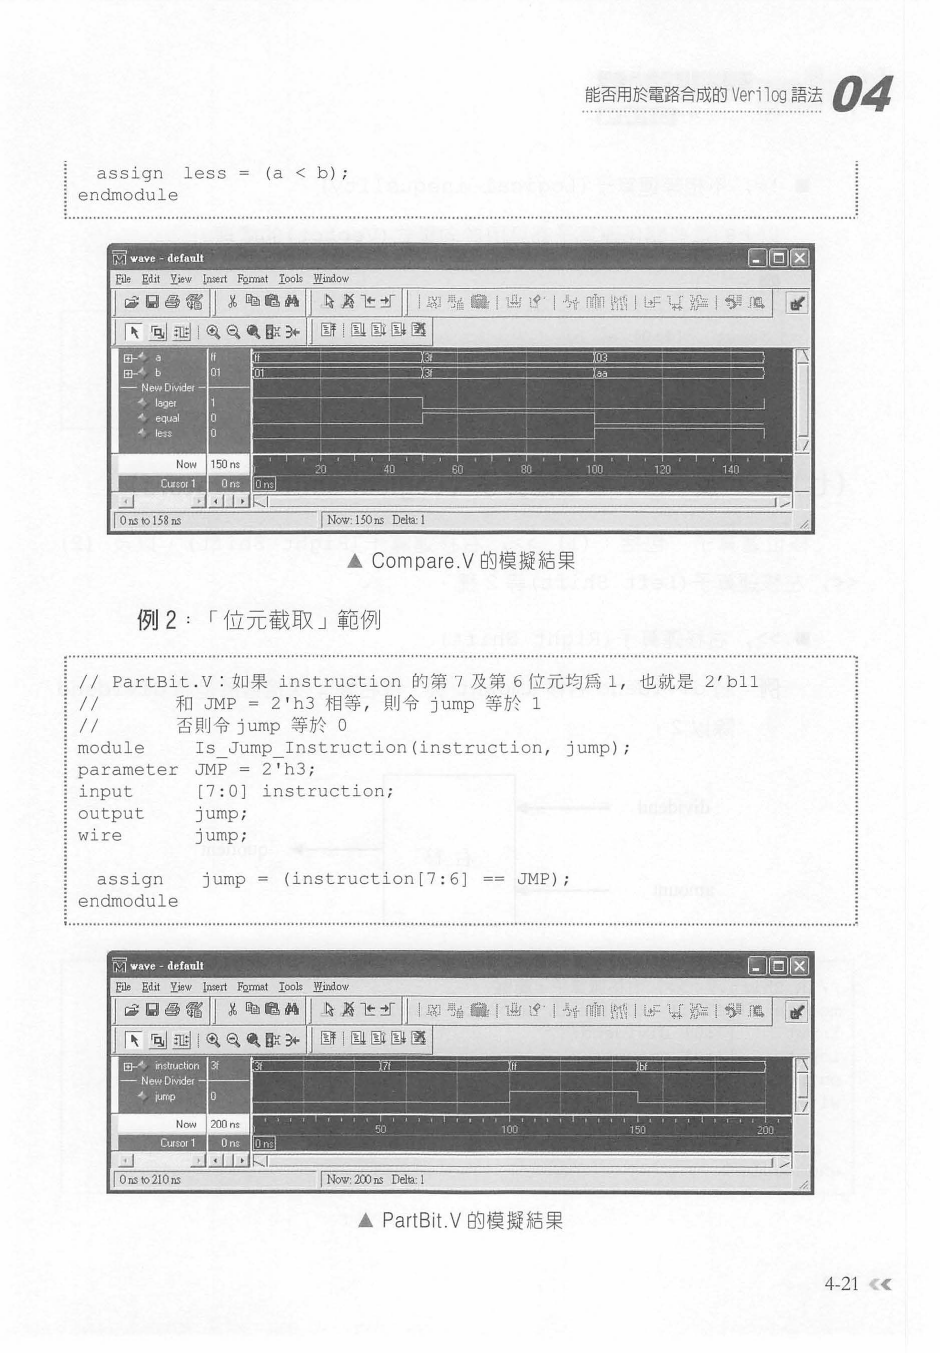 能否用於電路合成的 Verilog 語法 04
assign less = (a < b);
endmodule
wave - default
File Edit View Insert Format Tools Window
a ff ff 3f 03
b 01 01 3f aa
New Divider
lager 1
equal 0
less 0
Now 150 ns 20 40 60 80 100 120 140
Cursor 1 0 ns 0 ns
0 ns to 158 ns Now: 150 ns Delta: 1
▲ Compare.V 的模擬結果
例 2：「位元截取」範例
// PartBit.V：如果 instruction 的第 7 及第 6 位元均爲 1, 也就是 2'b11
// 和 JMP = 2'h3 相等, 則令 jump 等於 1
// 否則令 jump 等於 0
module Is_Jump_Instruction(instruction, jump);
parameter JMP = 2'h3;
input [7:0] instruction;
output jump;
wire jump;
assign jump = (instruction[7:6] == JMP);
endmodule
wave - default
File Edit View Insert Format Tools Window
instruction 3f 3f 7f ff bf
New Divider
jump 0
Now 200 ns 50 100 150 200
Cursor 1 0 ns 0 ns
0 ns to 210 ns Now: 200 ns Delta: 1
▲ PartBit.V 的模擬結果
4-21